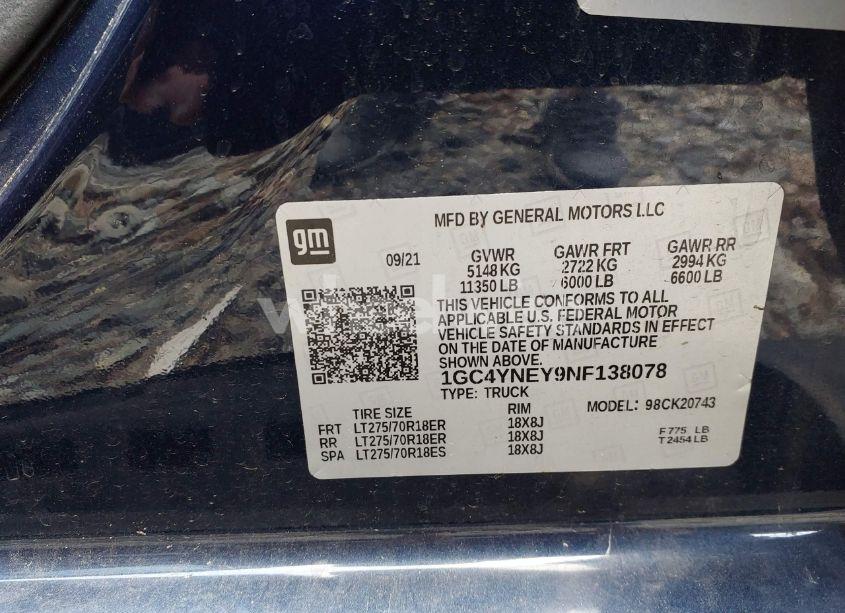 gm
MFD BY GENERAL MOTORS LLC
09/21
GVWR GAWR FRT GAWR RR
5148 KG 2722 KG 2994 KG
11350 LB 6000 LB 6600 LB
THIS VEHICLE CONFORMS TO ALL
APPLICABLE U.S. FEDERAL MOTOR
VEHICLE SAFETY STANDARDS IN EFFECT
ON THE DATE OF MANUFACTURE
SHOWN ABOVE.
1GC4YNEY9NF138078
TYPE: TRUCK MODEL: 98CK20743
TIRE SIZE RIM
FRT LT275/70R18ER 18X8J
RR LT275/70R18ER 18X8J
SPA LT275/70R18ES 18X8J
F 775 LB
T 2454 LB